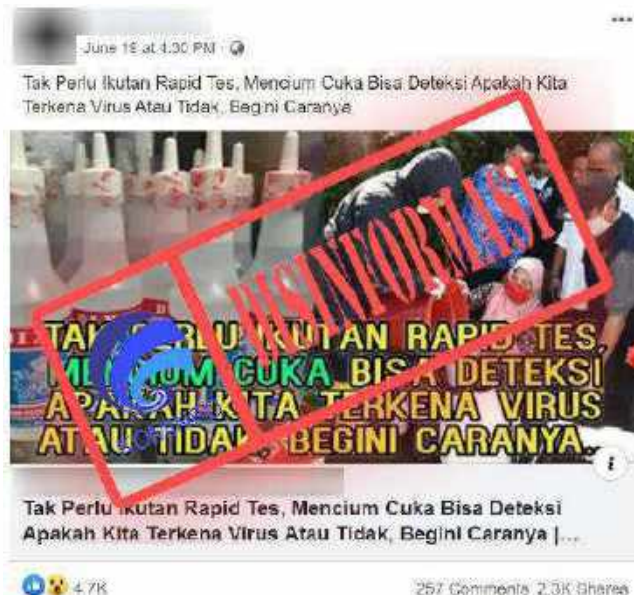 June 19 at 4:30 PM
Tak Perlu Ikutan Rapid Tes, Mencium Cuka Bisa Deteksi Apakah Kita
Terkena Virus Atau Tidak, Begini Caranya
DISINFORMASI
TAK PERLU IKUTAN RAPID TES,
MENCIUM CUKA BISA DETEKSI
APAKAH KITA TERKENA VIRUS
ATAU TIDAK, BEGINI CARANYA..
Tak Perlu Ikutan Rapid Tes, Mencium Cuka Bisa Deteksi
Apakah Kita Terkena Virus Atau Tidak, Begini Caranya |...
4.7K
257 Comments 2.3K Shares